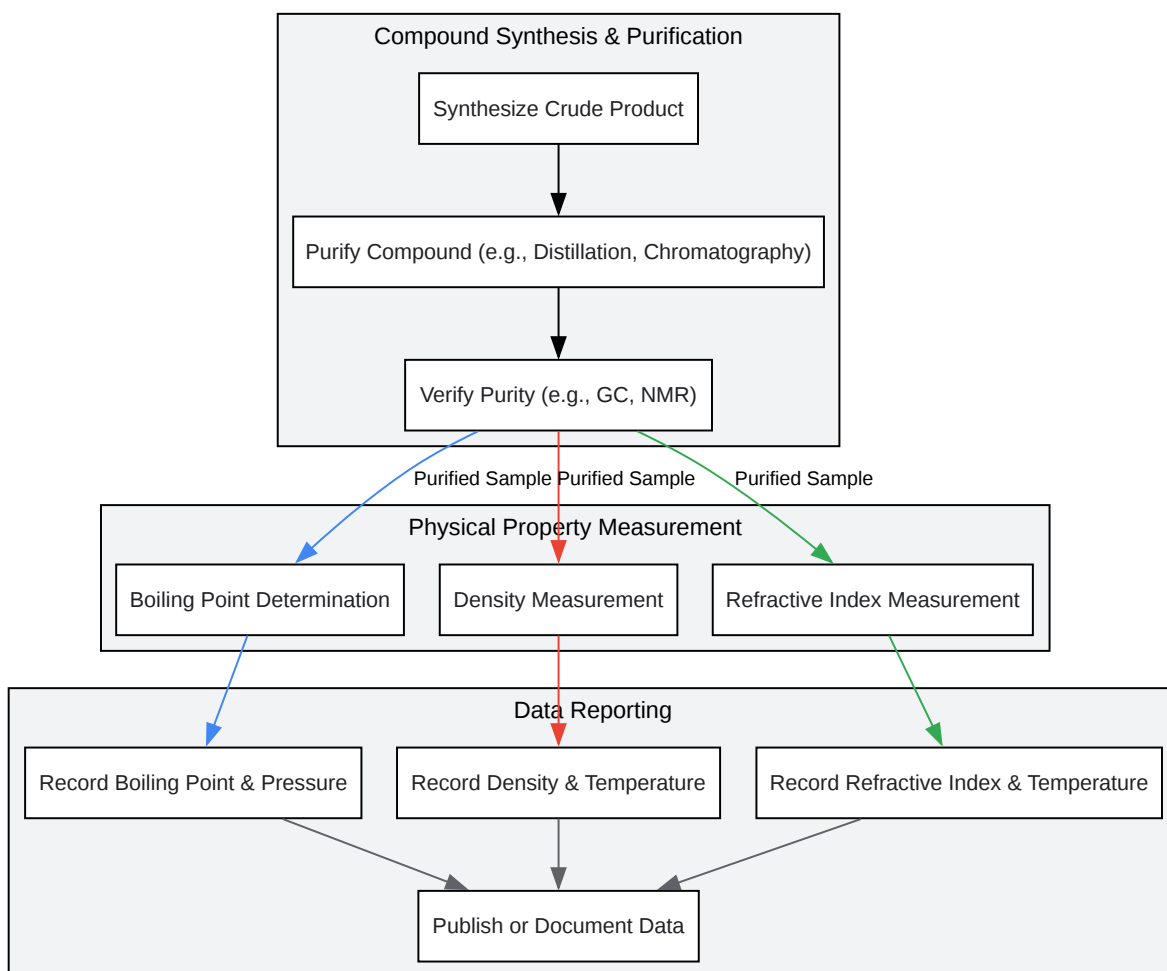 Compound Synthesis & Purification
Synthesize Crude Product
Purify Compound (e.g., Distillation, Chromatography)
Verify Purity (e.g., GC, NMR)
Purified Sample
Purified Sample
Purified Sample
Physical Property Measurement
Boiling Point Determination
Density Measurement
Refractive Index Measurement
Data Reporting
Record Boiling Point & Pressure
Record Density & Temperature
Record Refractive Index & Temperature
Publish or Document Data